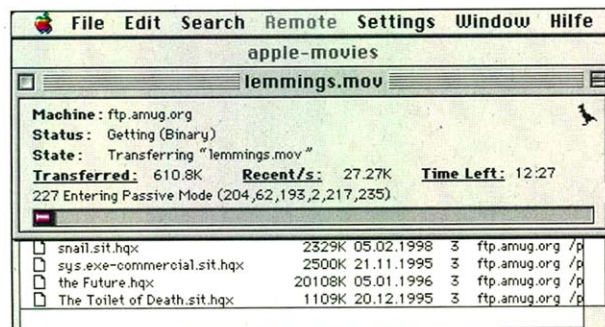 File Edit Search Remote Settings Window Hilfe
apple-movies
lemmings.mov
Machine: ftp.amug.org
Status: Getting (Binary)
State: Transferring "lemmings.mov"
Transferred: 610.8K Recent/s: 27.27K Time Left: 12:27
227 Entering Passive Mode (204,62,193,2,217,235)
snail.sit.hqx 2329K 05.02.1998 3 ftp.amug.org /p
sys.exe-commercial.sit.hqx 2500K 21.11.1995 3 ftp.amug.org /p
the Future.hqx 20108K 05.01.1996 3 ftp.amug.org /p
The Toilet of Death.sit.hqx 1109K 20.12.1995 3 ftp.amug.org /p